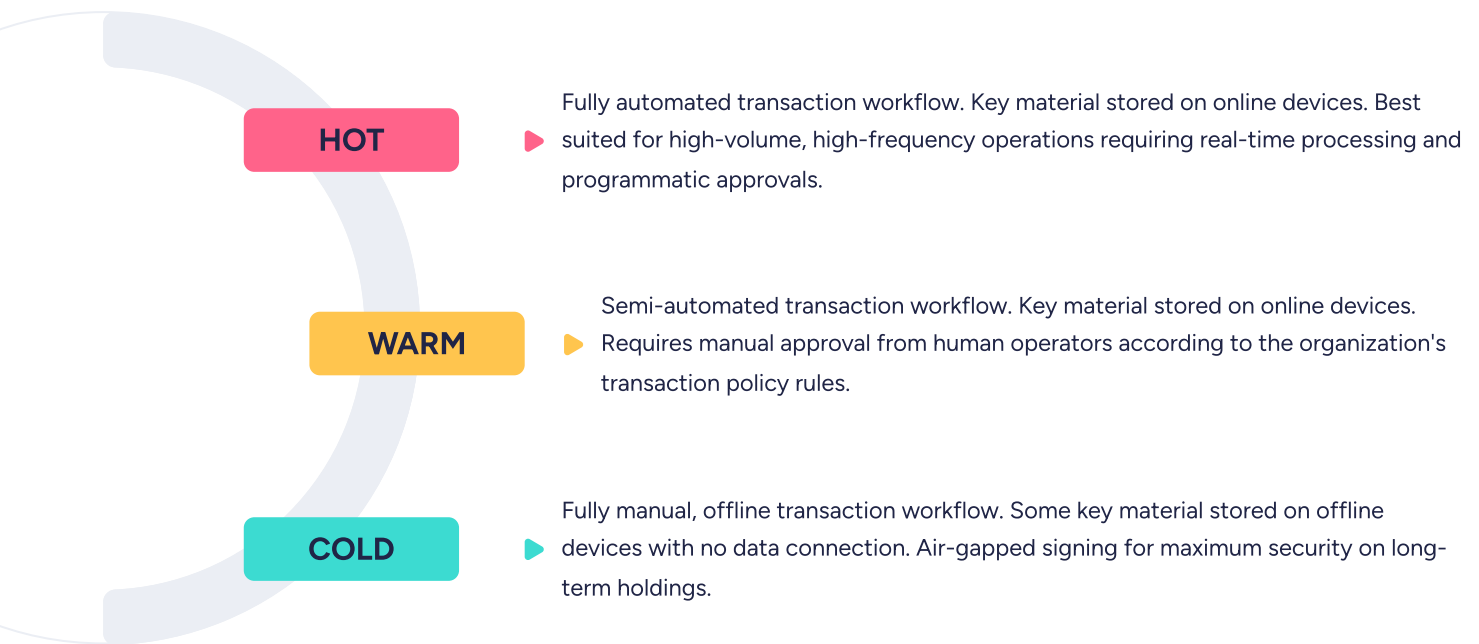 HOT
Fully automated transaction workflow. Key material stored on online devices. Best
suited for high-volume, high-frequency operations requiring real-time processing and
programmatic approvals.
WARM
Semi-automated transaction workflow. Key material stored on online devices.
Requires manual approval from human operators according to the organization's
transaction policy rules.
COLD
Fully manual, offline transaction workflow. Some key material stored on offline
devices with no data connection. Air-gapped signing for maximum security on long-
term holdings.